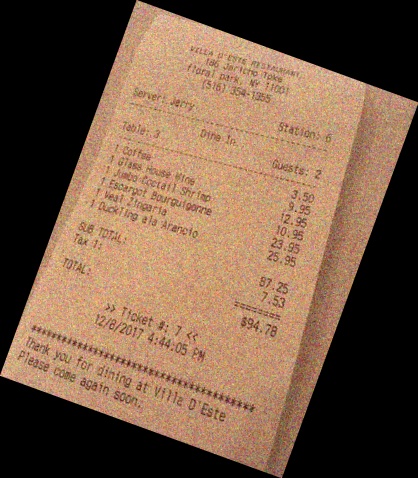 VILLA D'ESTE RESTAURANT
186 Jericho Tpke
floral park, NY 11001
(516) 354-1355
Server: Jerry Station: 6
Table: 3 Dine In Guests: 2
1 Coffee 3.50
1 Glass House Wine 9.95
1 Jumbo Coctail Shrimp 12.95
1 Escargot Bourguigonne 10.95
1 Veal Zingaria 23.95
1 Duckling ala Arancio 25.95
SUB TOTAL: 87.25
Tax 1: 7.53
TOTAL: $94.78
>> Ticket #: 7 <<
12/8/2017 4:44:05 PM
Thank you for dining at Villa D'Este
please come again soon.